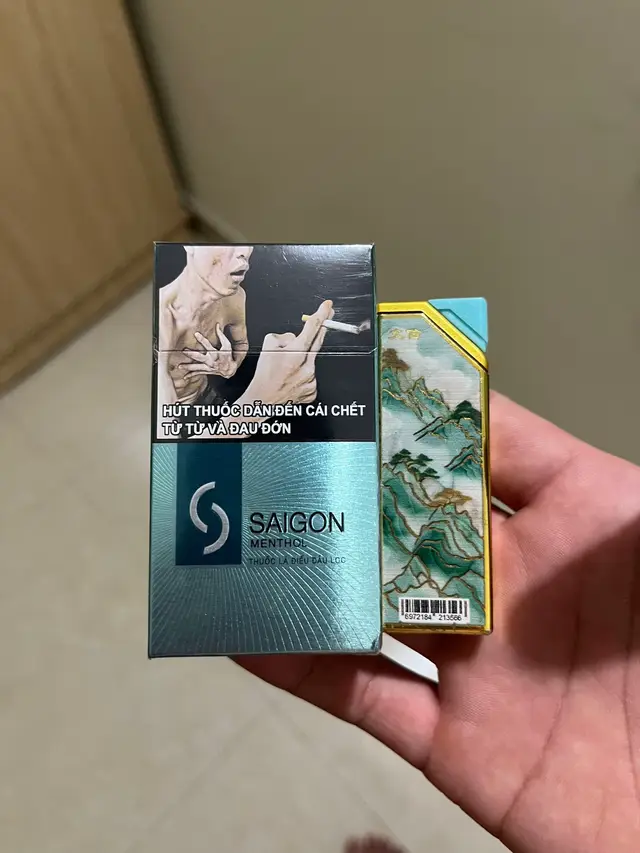 HÚT THUỐC DẪN ĐẾN CÁI CHẾT
TỪ TỪ VÀ ĐAU ĐỚN
SAIGON
MENTHOL
THUỐC LÁ ĐIẾU ĐẦU LỌC
6972184 213566